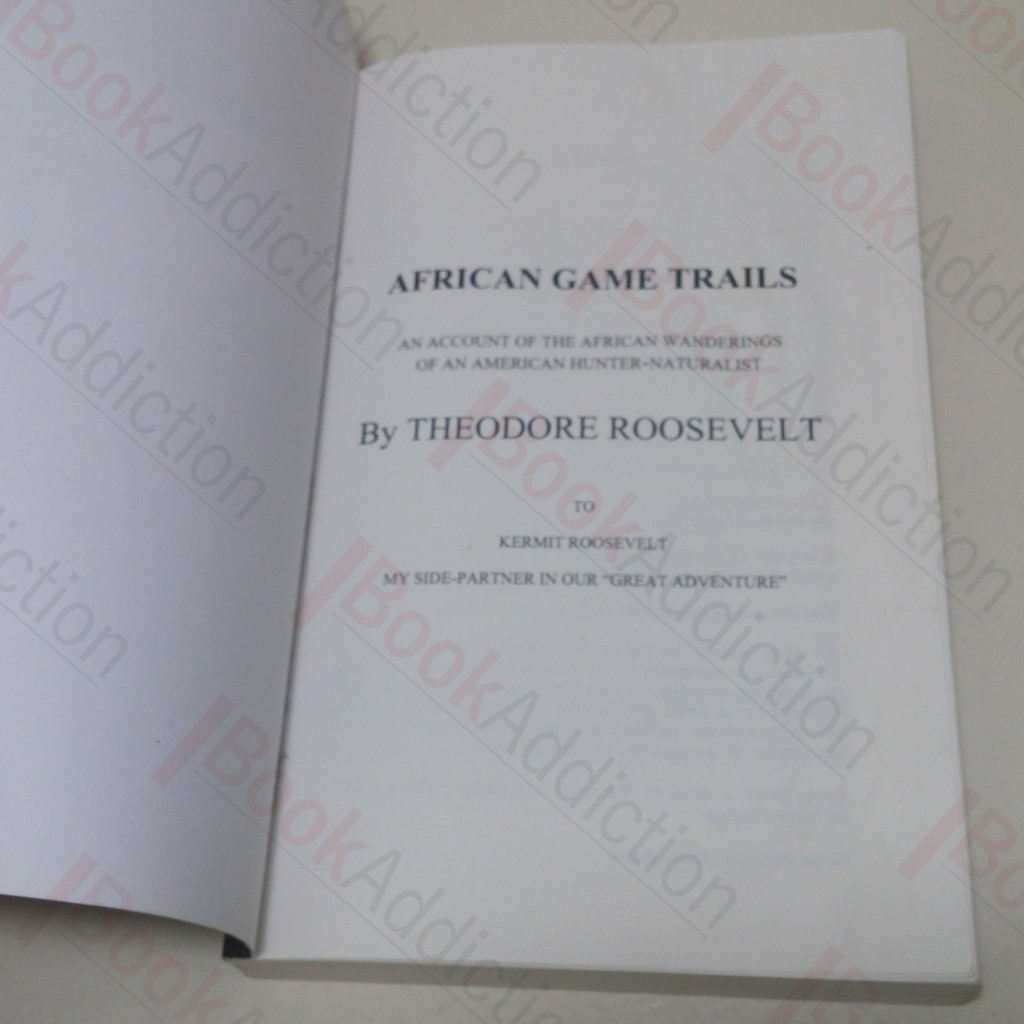 AFRICAN GAME TRAILS
AN ACCOUNT OF THE AFRICAN WANDERINGS
OF AN AMERICAN HUNTER-NATURALIST
By THEODORE ROOSEVELT
TO
KERMIT ROOSEVELT
MY SIDE-PARTNER IN OUR “GREAT ADVENTURE”
BookAddiction